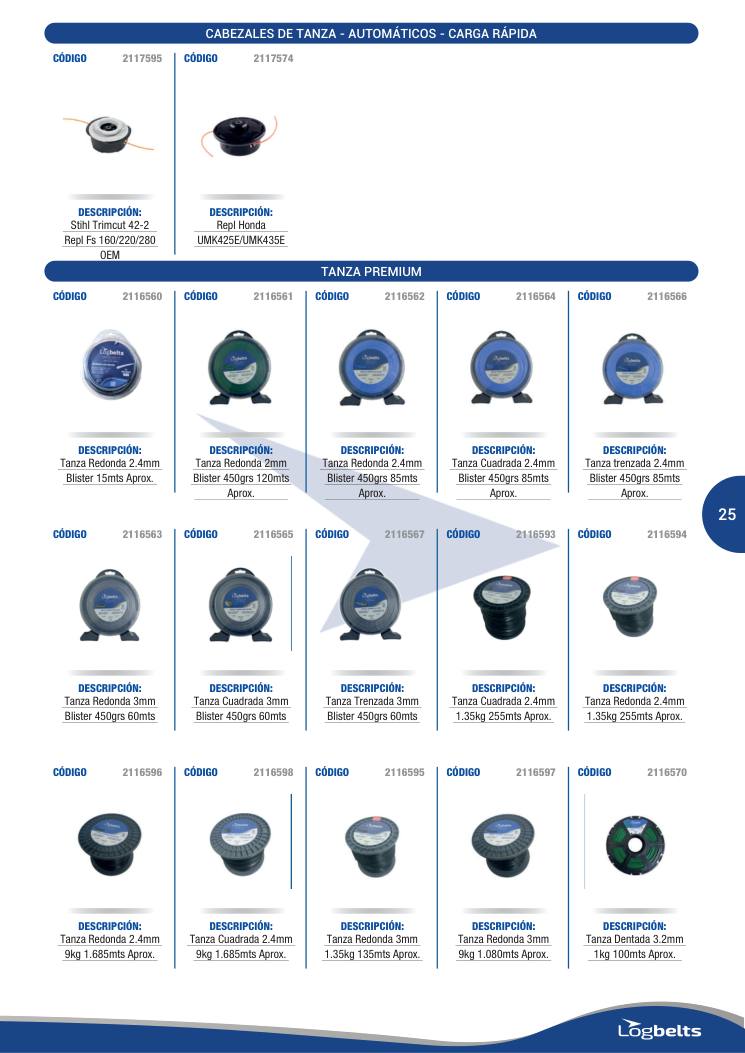 CABEZALES DE TANZA - AUTOMÁTICOS - CARGA RÁPIDA
CÓDIGO 2117595
DESCRIPCIÓN:
Stihl Trimcut 42-2
Repl Fs 160/220/280
OEM
CÓDIGO 2117574
DESCRIPCIÓN:
Repl Honda
UMK425E/UMK435E
TANZA PREMIUM
CÓDIGO 2116560
Logbelts
DESCRIPCIÓN:
Tanza Redonda 2.4mm
Blister 15mts Aprox.
CÓDIGO 2116561
Logbelts
DESCRIPCIÓN:
Tanza Redonda 2mm
Blister 450grs 120mts
Aprox.
CÓDIGO 2116562
Logbelts
DESCRIPCIÓN:
Tanza Redonda 2.4mm
Blister 450grs 85mts
Aprox.
CÓDIGO 2116564
Logbelts
DESCRIPCIÓN:
Tanza Cuadrada 2.4mm
Blister 450grs 85mts
Aprox.
CÓDIGO 2116566
Logbelts
DESCRIPCIÓN:
Tanza trenzada 2.4mm
Blister 450grs 85mts
Aprox.
25
CÓDIGO 2116563
DESCRIPCIÓN:
Tanza Redonda 3mm
Blister 450grs 60mts
CÓDIGO 2116565
DESCRIPCIÓN:
Tanza Cuadrada 3mm
Blister 450grs 60mts
CÓDIGO 2116567
DESCRIPCIÓN:
Tanza Trenzada 3mm
Blister 450grs 60mts
CÓDIGO 2116593
DESCRIPCIÓN:
Tanza Cuadrada 2.4mm
1.35kg 255mts Aprox.
CÓDIGO 2116594
DESCRIPCIÓN:
Tanza Redonda 2.4mm
1.35kg 255mts Aprox.
CÓDIGO 2116596
DESCRIPCIÓN:
Tanza Redonda 2.4mm
9kg 1.685mts Aprox.
CÓDIGO 2116598
DESCRIPCIÓN:
Tanza Cuadrada 2.4mm
9kg 1.685mts Aprox.
CÓDIGO 2116595
DESCRIPCIÓN:
Tanza Redonda 3mm
1.35kg 135mts Aprox.
CÓDIGO 2116597
DESCRIPCIÓN:
Tanza Redonda 3mm
9kg 1.080mts Aprox.
CÓDIGO 2116570
DESCRIPCIÓN:
Tanza Dentada 3.2mm
1kg 100mts Aprox.
Logbelts